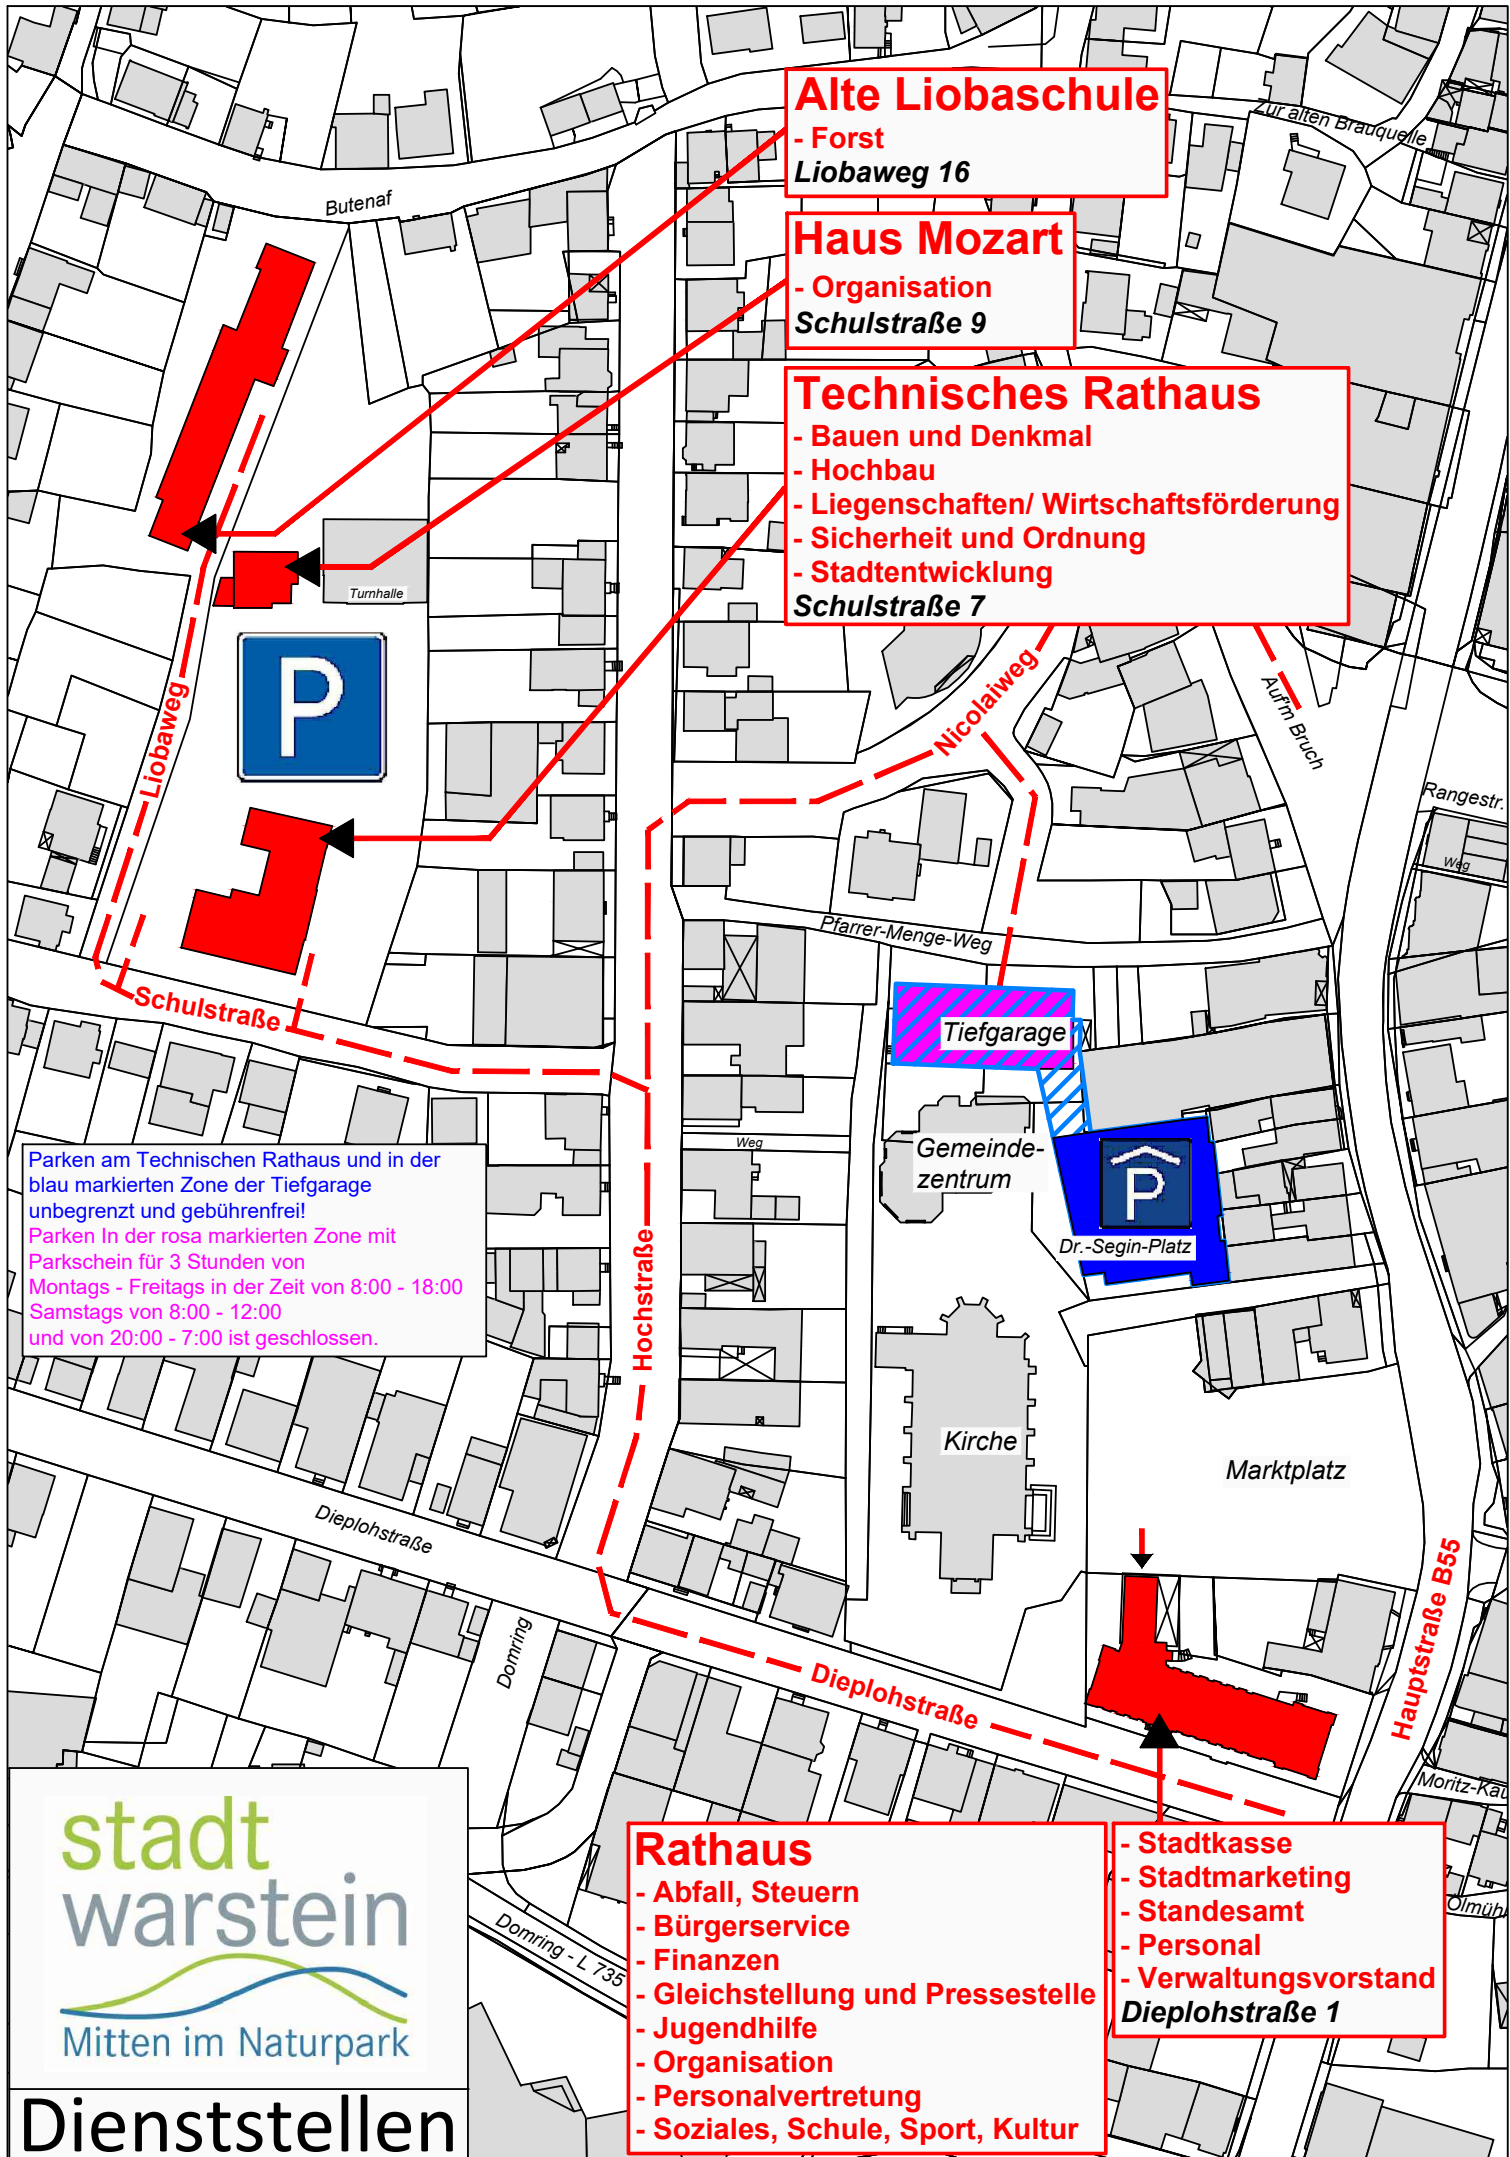 Alte Liobaschule
- Forst
Liobaweg 16
Zur alten Brauquelle
Butenaf
Haus Mozart
- Organisation
Schulstraße 9
Technisches Rathaus
- Bauen und Denkmal
- Hochbau
- Liegenschaften/ Wirtschaftsförderung
- Sicherheit und Ordnung
- Stadtentwicklung
Schulstraße 7
Turnhalle
P
Liobaweg
Nicolaiweg
Auf'm Bruch
Rangestr.
Weg
Pfarrer-Menge-Weg
Schulstraße
Tiefgarage
Weg
Gemeinde-
zentrum
P
Dr.-Segin-Platz
Parken am Technischen Rathaus und in der
blau markierten Zone der Tiefgarage
unbegrenzt und gebührenfrei!
Parken In der rosa markierten Zone mit
Parkschein für 3 Stunden von
Montags - Freitags in der Zeit von 8:00 - 18:00
Samstags von 8:00 - 12:00
und von 20:00 - 7:00 ist geschlossen.
Hochstraße
Kirche
Marktplatz
Dieplohstraße
Domring
Dieplohstraße
Hauptstraße B55
Moritz-Kau
Ölmüh
stadt
warstein
Mitten im Naturpark
Dienststellen
Domring - L 735
Rathaus
- Abfall, Steuern
- Bürgerservice
- Finanzen
- Gleichstellung und Pressestelle
- Jugendhilfe
- Organisation
- Personalvertretung
- Soziales, Schule, Sport, Kultur
- Stadtkasse
- Stadtmarketing
- Standesamt
- Personal
- Verwaltungsvorstand
Dieplohstraße 1